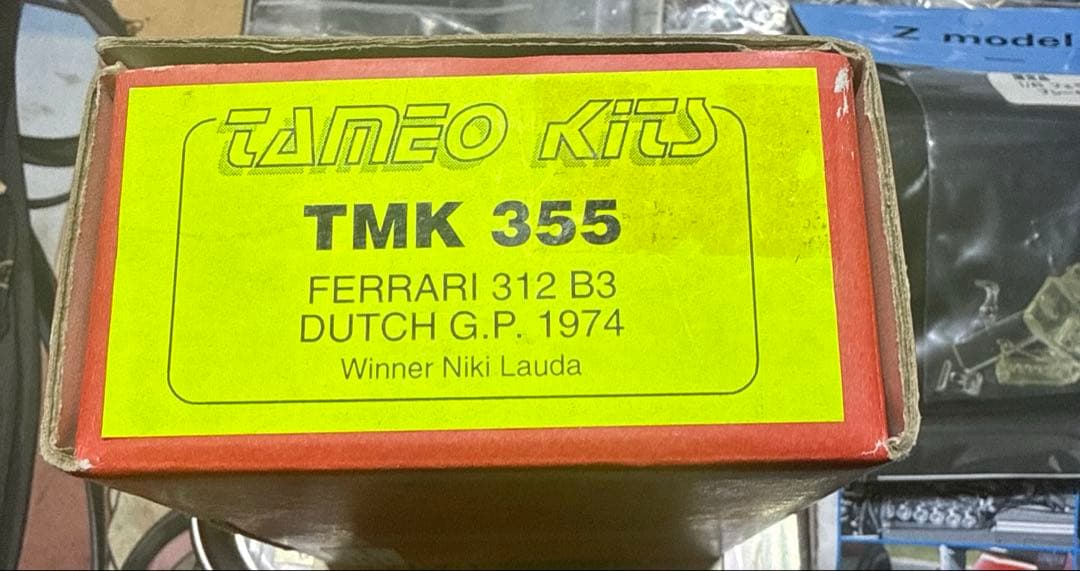 TAMEO KiTS
TMK 355
FERRARI 312 B3
DUTCH G.P. 1974
Winner Niki Lauda
Z model